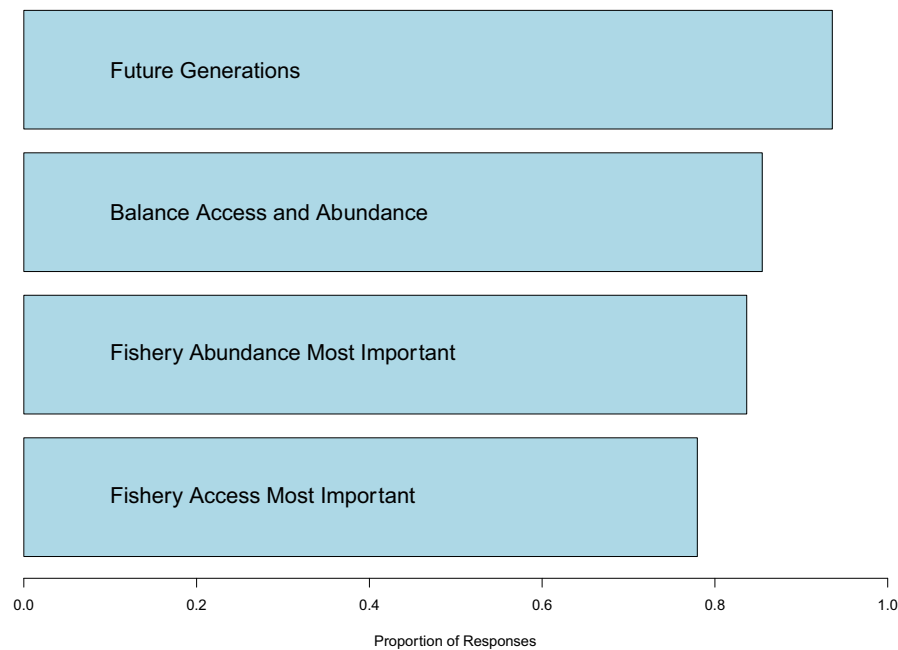 Future Generations
Balance Access and Abundance
Fishery Abundance Most Important
Fishery Access Most Important
0.0 0.2 0.4 0.6 0.8 1.0
Proportion of Responses